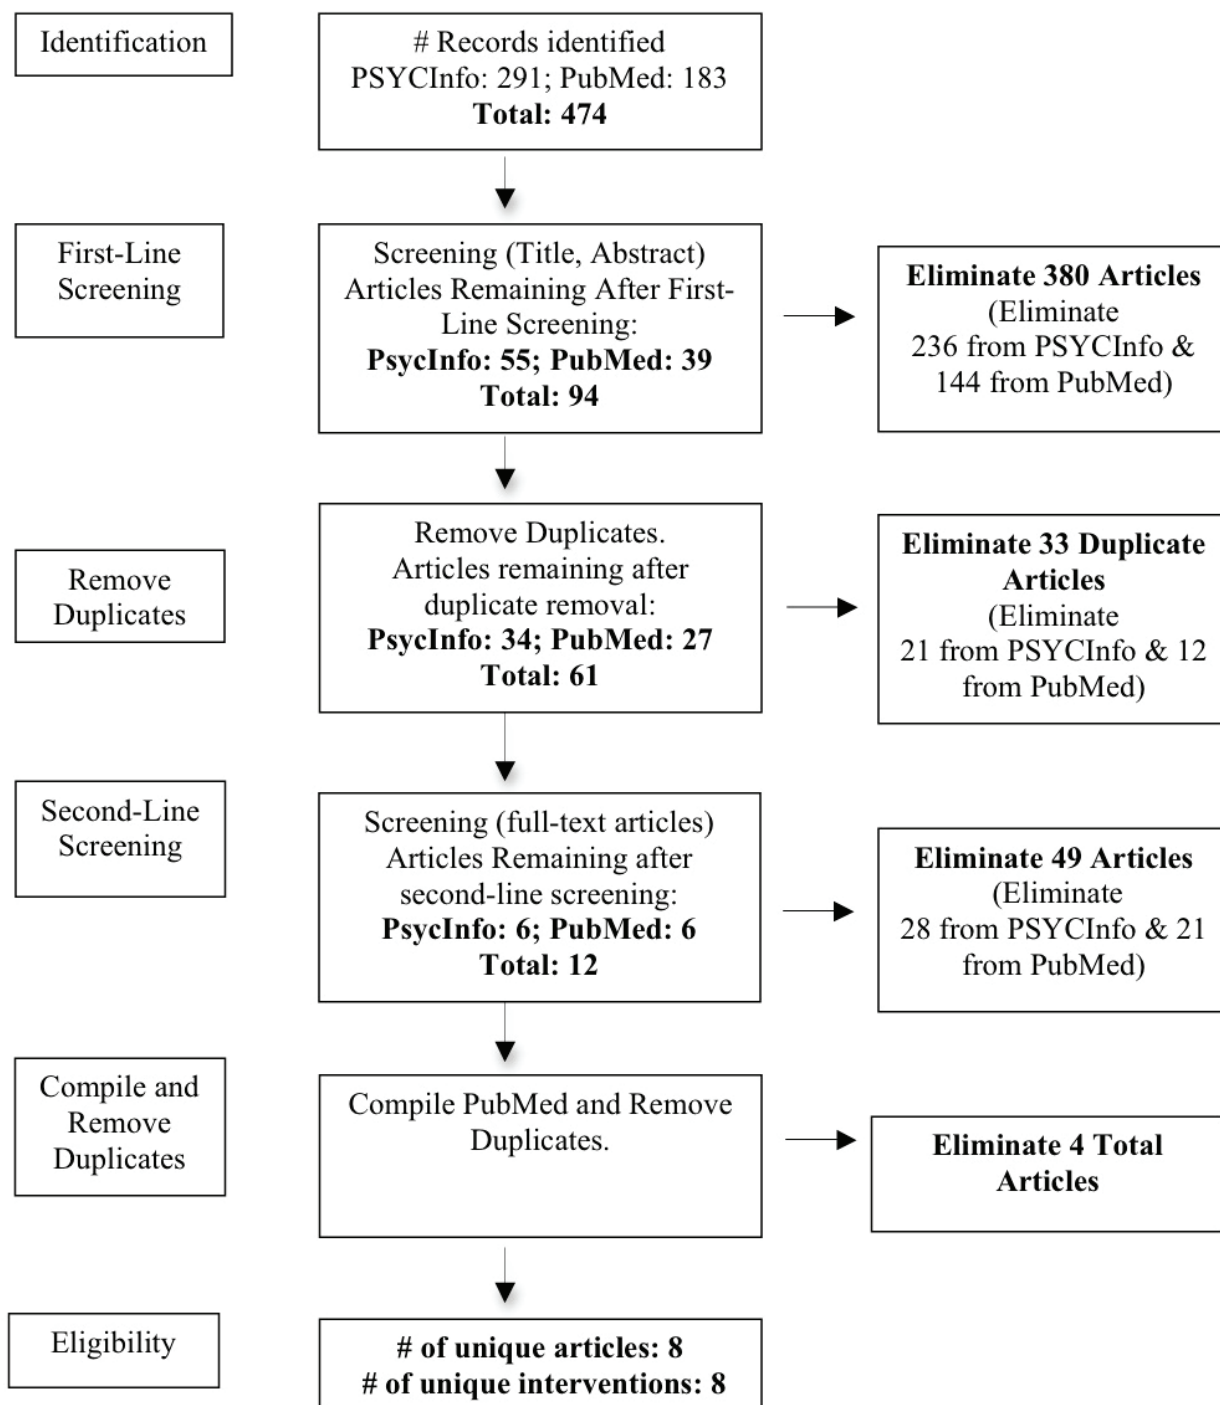 Identification
# Records identified
PSYCInfo: 291; PubMed: 183
Total: 474
First-Line
Screening
Screening (Title, Abstract)
Articles Remaining After First-
Line Screening:
PsycInfo: 55; PubMed: 39
Total: 94
Eliminate 380 Articles
(Eliminate
236 from PSYCInfo &
144 from PubMed)
Remove
Duplicates
Remove Duplicates.
Articles remaining after
duplicate removal:
PsycInfo: 34; PubMed: 27
Total: 61
Eliminate 33 Duplicate
Articles
(Eliminate
21 from PSYCInfo & 12
from PubMed)
Second-Line
Screening
Screening (full-text articles)
Articles Remaining after
second-line screening:
PsycInfo: 6; PubMed: 6
Total: 12
Eliminate 49 Articles
(Eliminate
28 from PSYCInfo & 21
from PubMed)
Compile and
Remove
Duplicates
Compile PubMed and Remove
Duplicates.
Eliminate 4 Total
Articles
Eligibility
# of unique articles: 8
# of unique interventions: 8